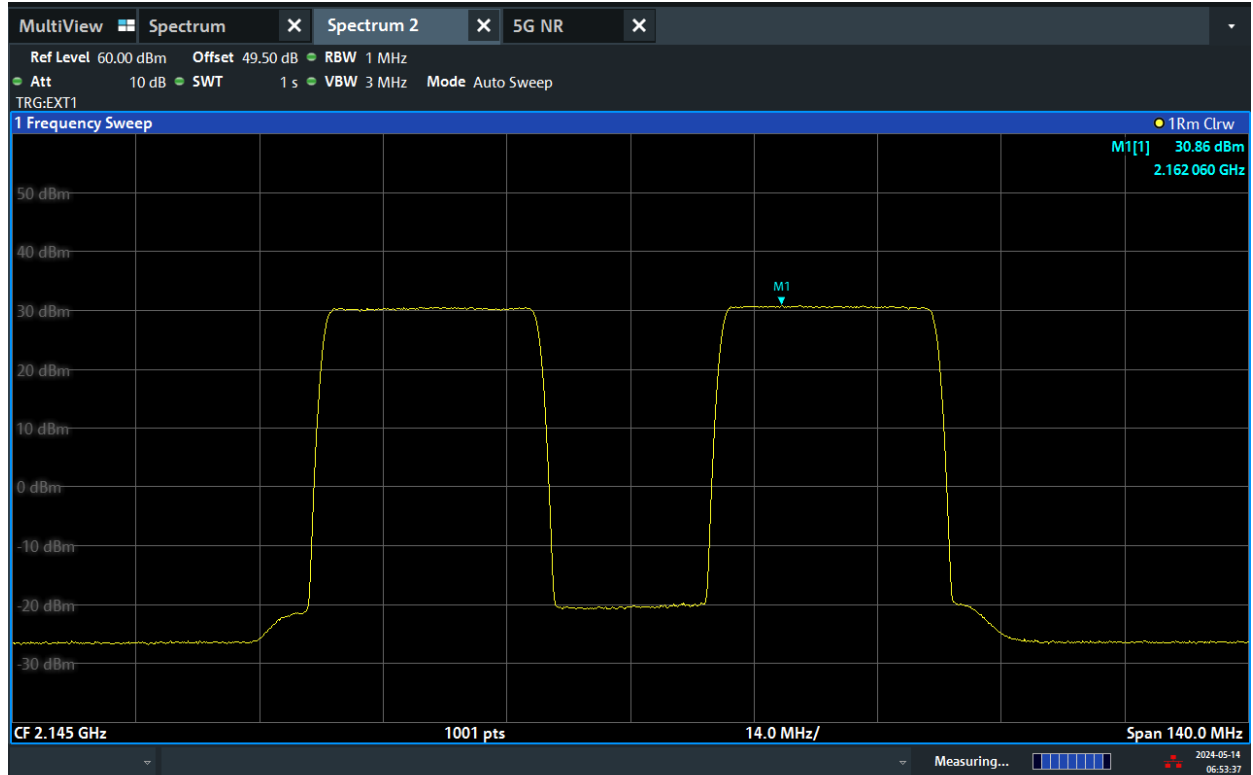 MultiView Spectrum X Spectrum 2 X 5G NR X
Ref Level 60.00 dBm Offset 49.50 dB RBW 1 MHz
Att 10 dB SWT 1 s VBW 3 MHz Mode Auto Sweep
TRG:EXT1
1 Frequency Sweep 1Rm Clrw
M1[1] 30.86 dBm
2.162 060 GHz
50 dBm
40 dBm
M1
30 dBm
20 dBm
10 dBm
0 dBm
-10 dBm
-20 dBm
-30 dBm
CF 2.145 GHz 1001 pts 14.0 MHz/ Span 140.0 MHz
Measuring... 2024-05-14
06:53:37